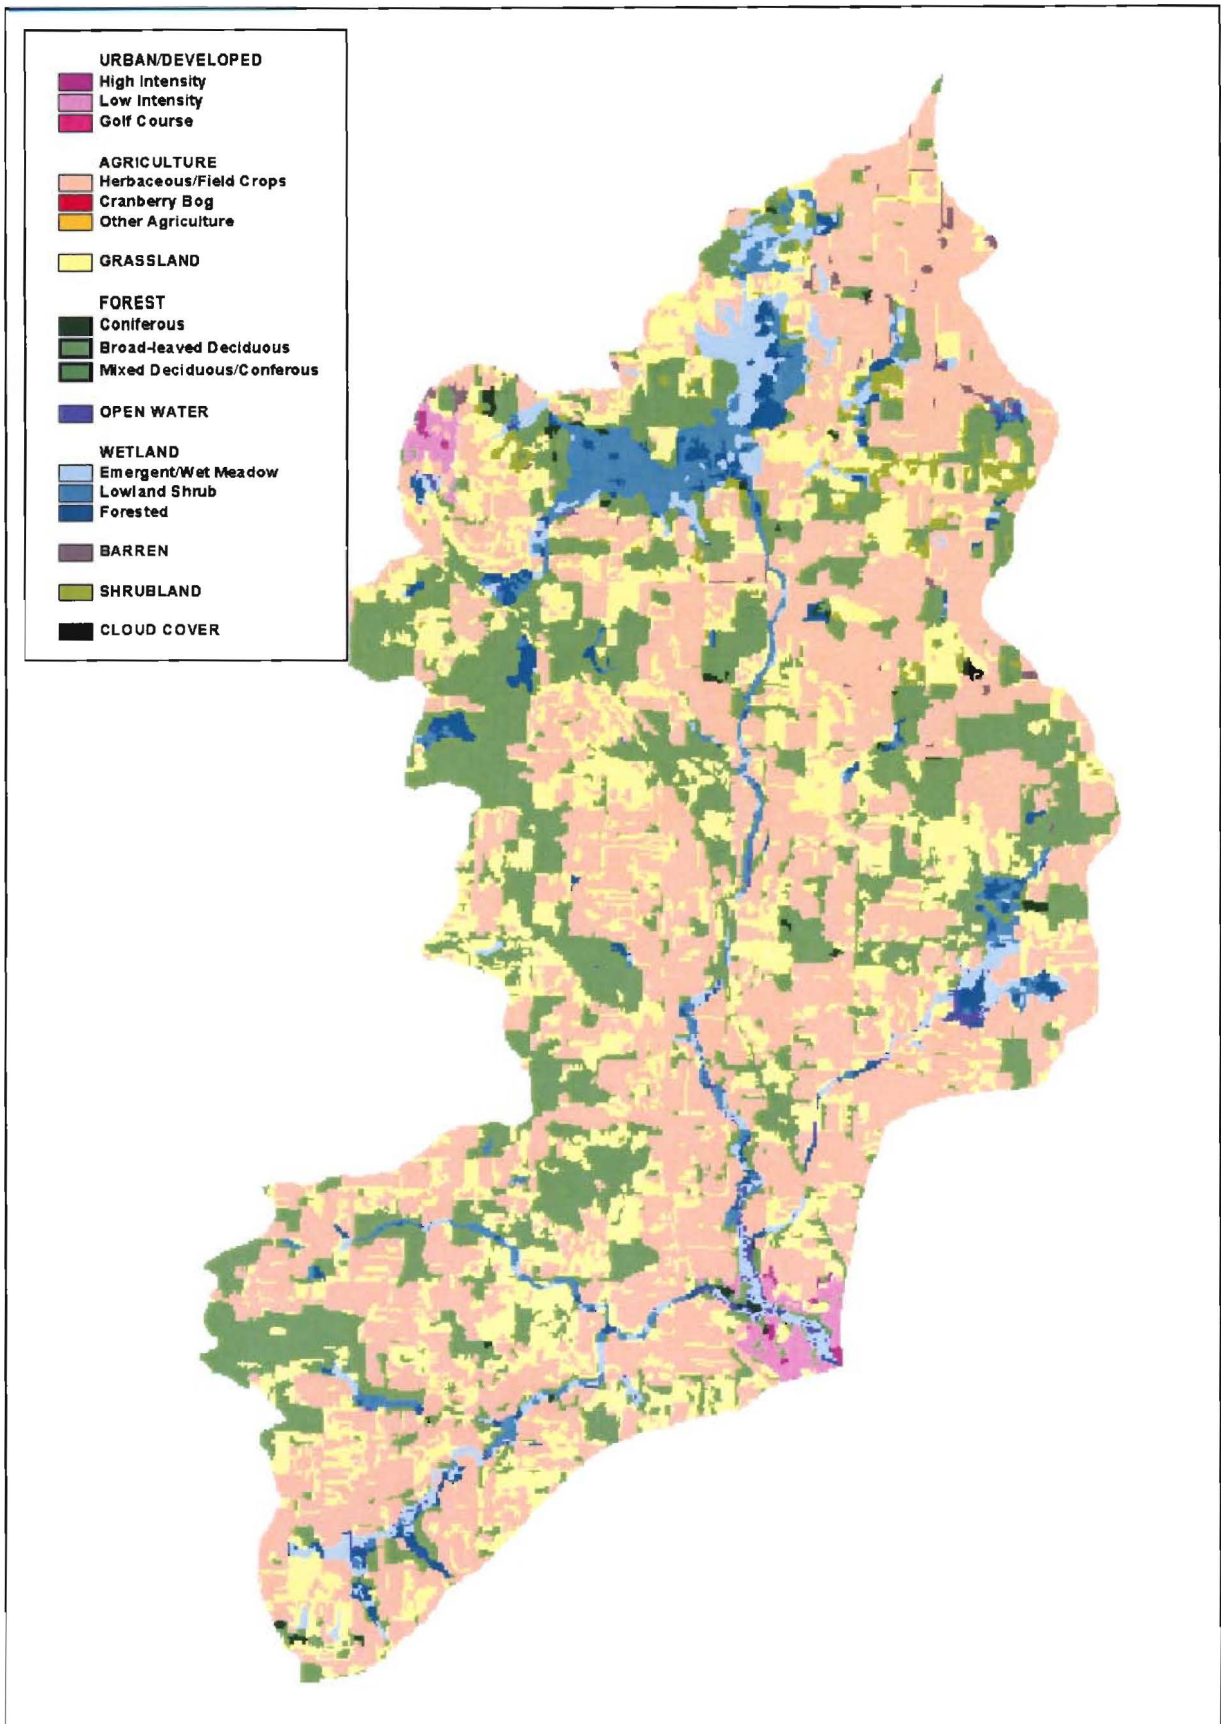 URBAN/DEVELOPED
High Intensity
Low Intensity
Golf Course
AGRICULTURE
Herbaceous/Field Crops
Cranberry Bog
Other Agriculture
GRASSLAND
FOREST
Coniferous
Broad-leaved Deciduous
Mixed Deciduous/Conferous
OPEN WATER
WETLAND
Emergent/Wet Meadow
Lowland Shrub
Forested
BARREN
SHRUBLAND
CLOUD COVER